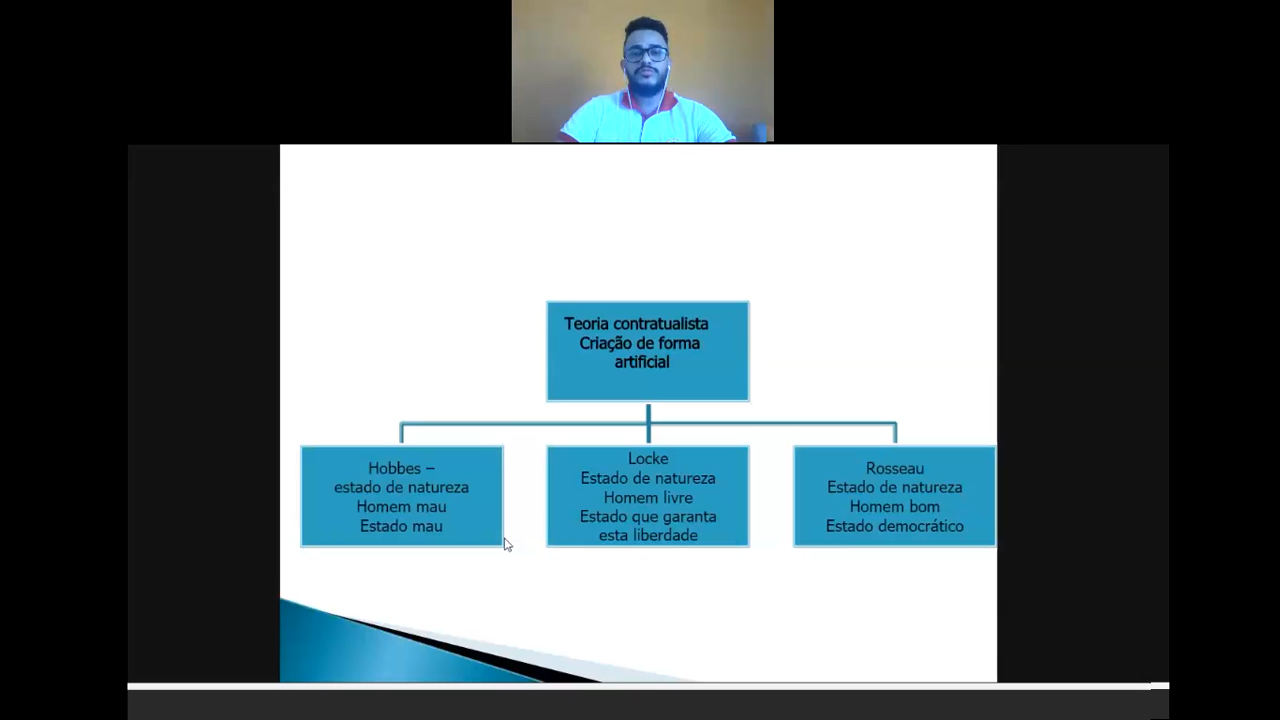 Teoria contratualista
Criação de forma
artificial
Hobbes –
estado de natureza
Homem mau
Estado mau
Locke
Estado de natureza
Homem livre
Estado que garanta
esta liberdade
Rosseau
Estado de natureza
Homem bom
Estado democrático